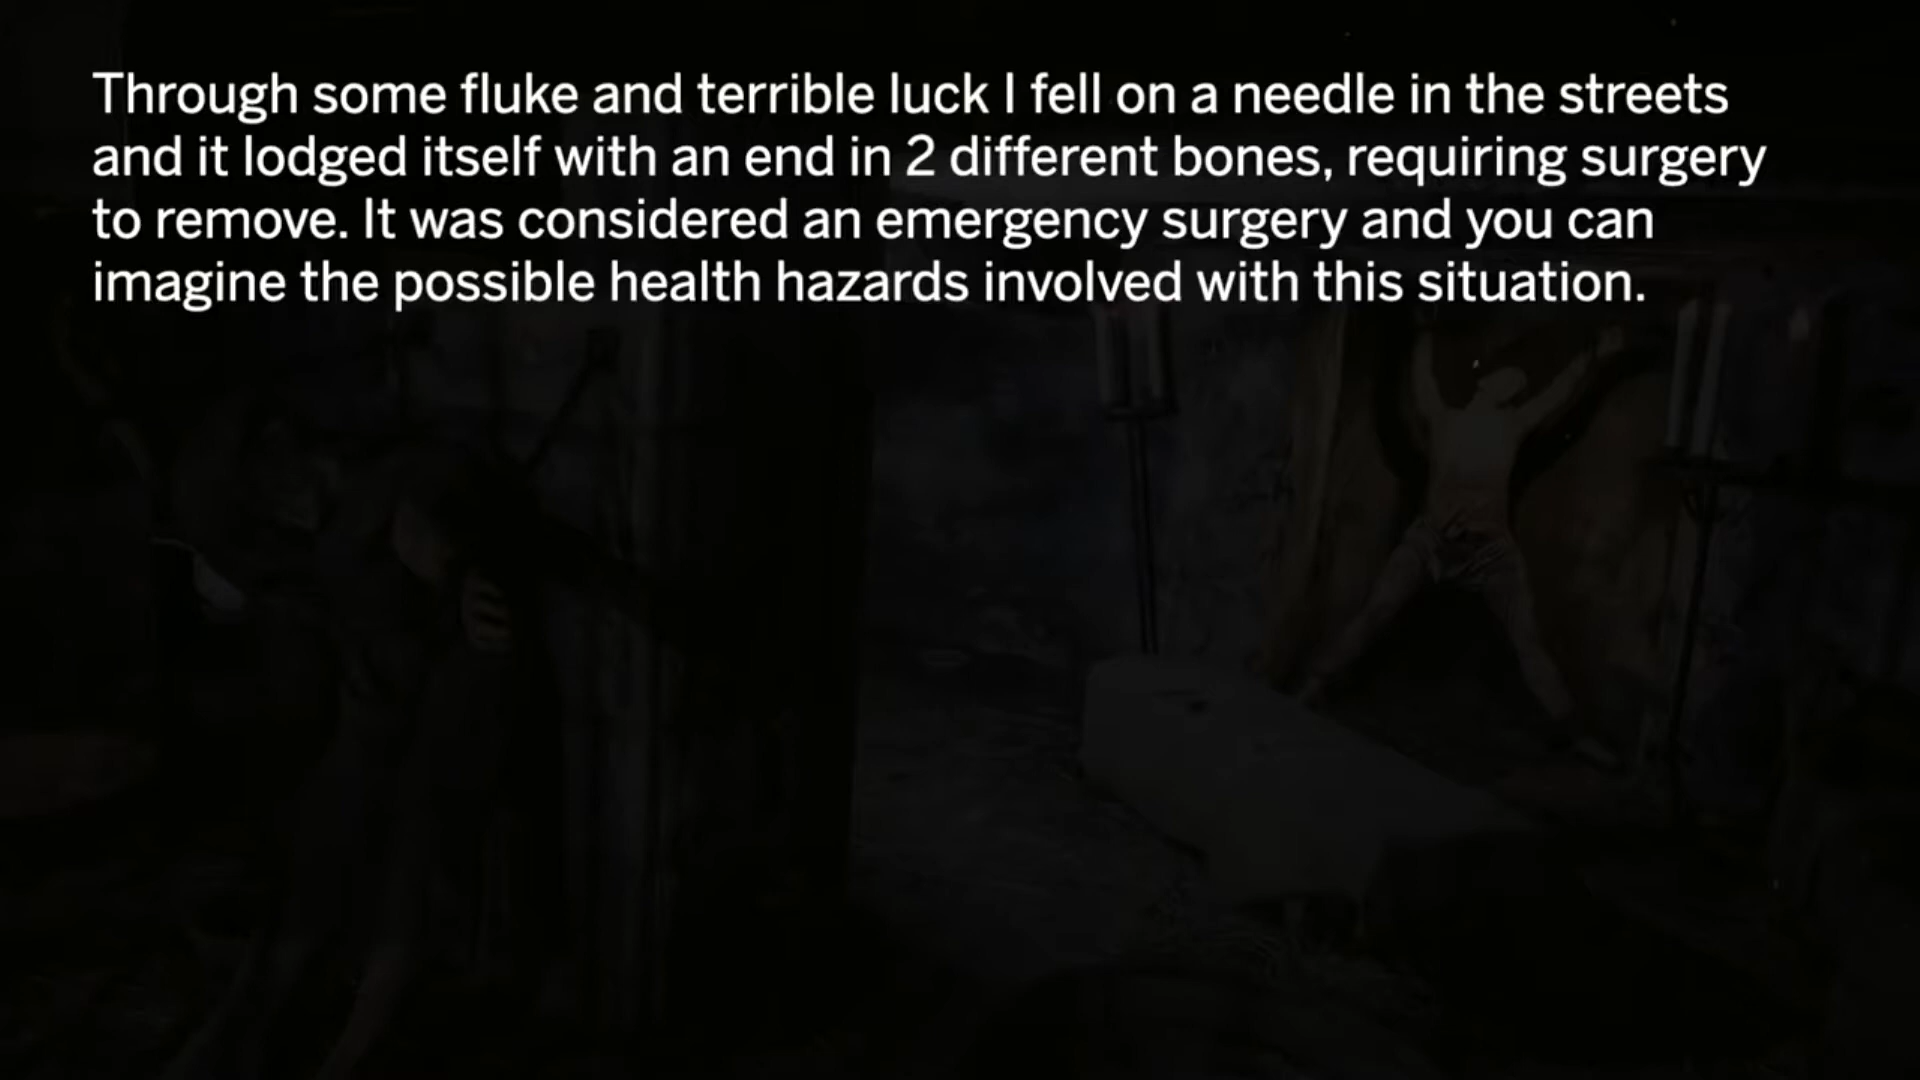 Through some fluke and terrible luck I fell on a needle in the streets
and it lodged itself with an end in 2 different bones, requiring surgery
to remove. It was considered an emergency surgery and you can
imagine the possible health hazards involved with this situation.